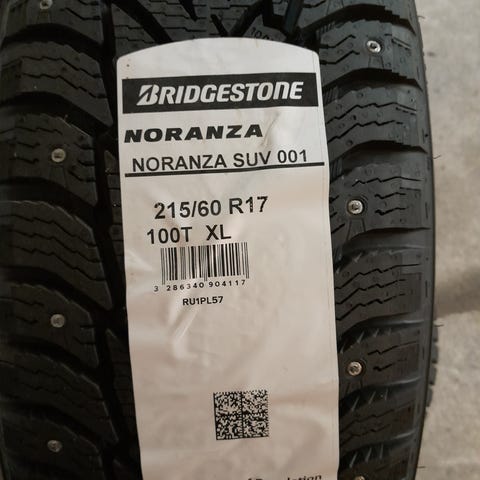 BRIDGESTONE
NORANZA
NORANZA SUV 001
215/60 R17
100T XL
3 286340 904117
RU1PL57